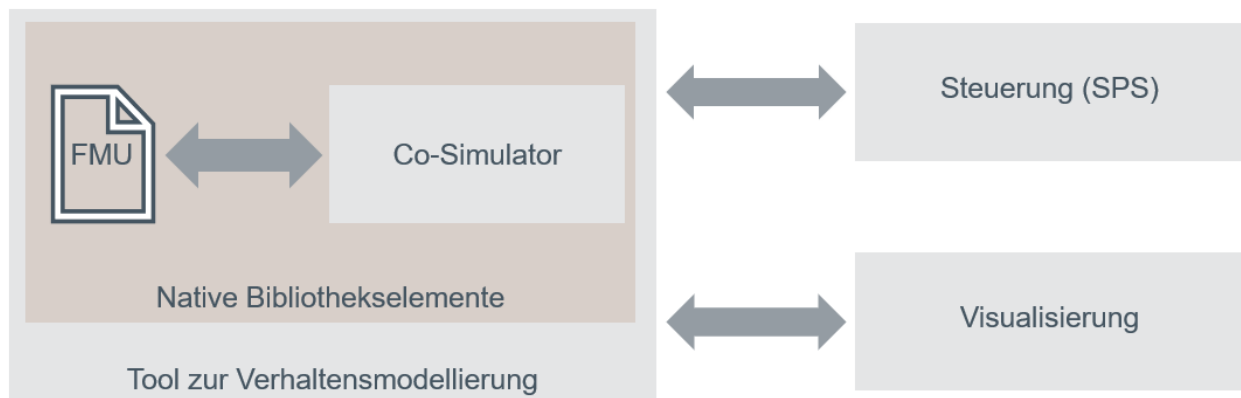 FMU
Co-Simulator
Native Bibliothekselemente
Tool zur Verhaltensmodellierung
Steuerung (SPS)
Visualisierung